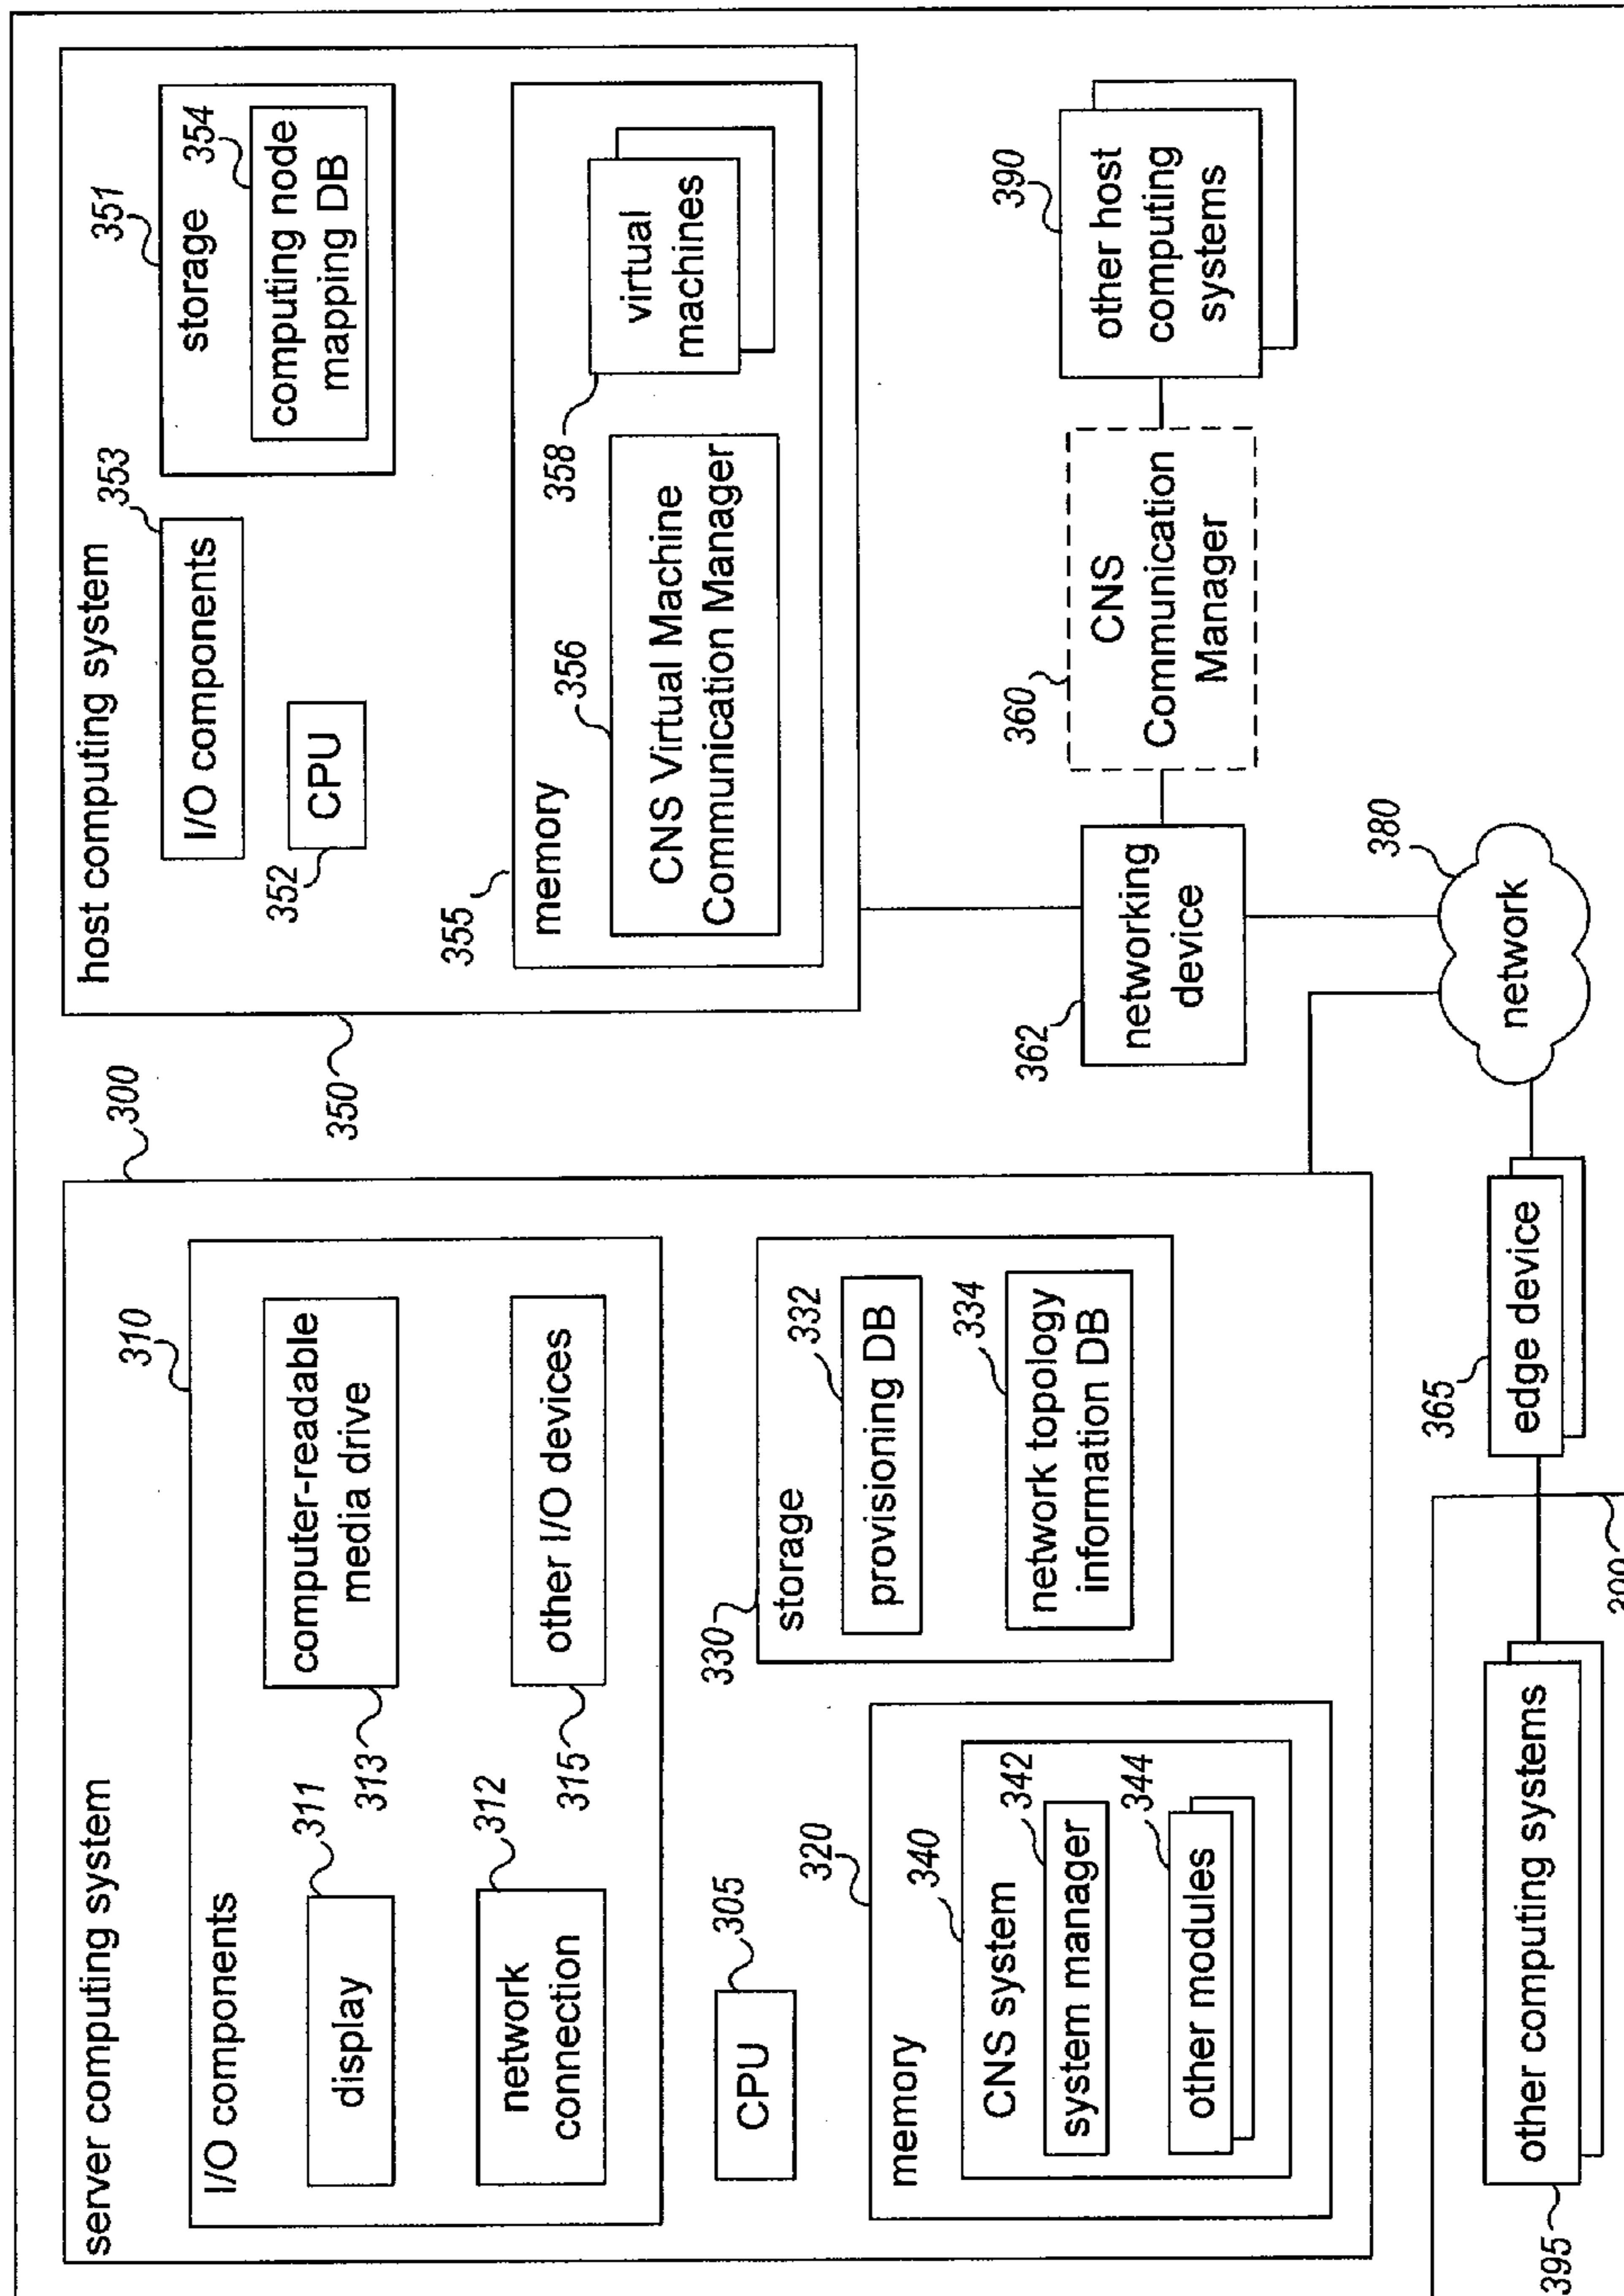 server computing system
300
I/O components
310
display
311
computer-readable
media drive
313
network
connection
312
other I/O devices
315
CPU
305
memory
320
CNS system
340
system manager
342
other modules
344
storage
330
provisioning DB
332
network topology
information DB
334
host computing system
350
I/O components
353
CPU
352
storage
351
computing node
mapping DB
354
memory
355
CNS Virtual Machine
Communication Manager
356
virtual
machines
358
networking
device
362
CNS
Communication
Manager
360
other host
computing
systems
390
network
380
edge device
365
other computing systems
395